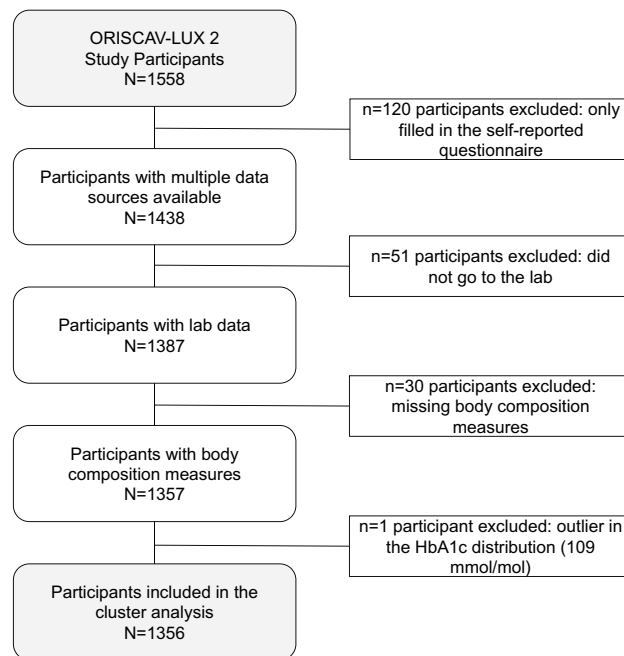 ORISCAV-LUX 2
Study Participants
N=1558
n=120 participants excluded: only
filled in the self-reported
questionnaire
Participants with multiple data
sources available
N=1438
n=51 participants excluded: did
not go to the lab
Participants with lab data
N=1387
n=30 participants excluded:
missing body composition
measures
Participants with body
composition measures
N=1357
n=1 participant excluded: outlier in
the HbA1c distribution (109
mmol/mol)
Participants included in the
cluster analysis
N=1356